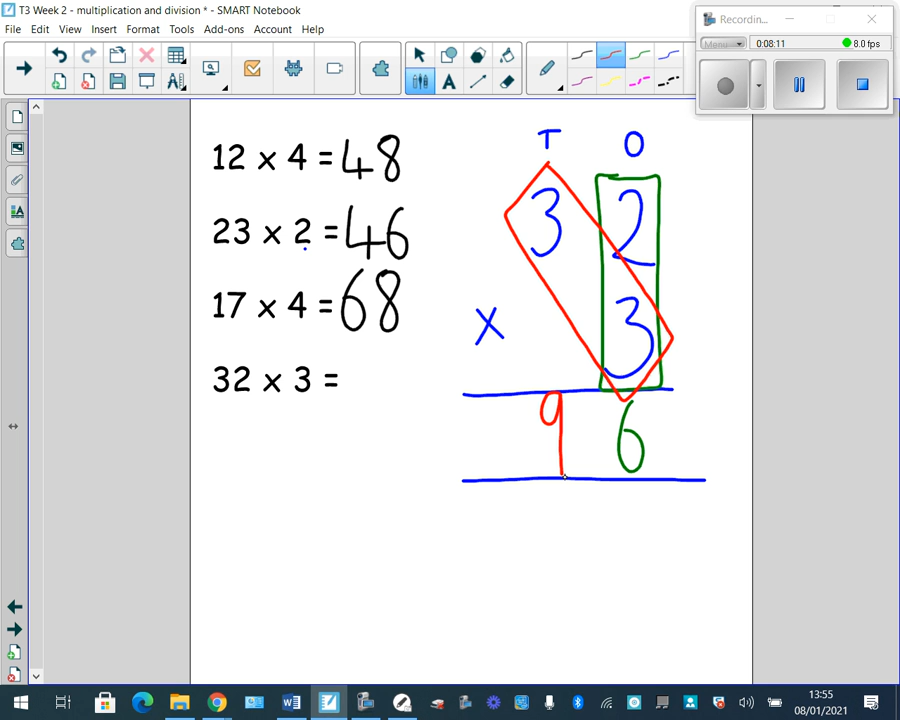 T3 Week 2 - multiplication and division * - SMART Notebook
File Edit View Insert Format Tools Add-ons Account Help
Recordin...
Menu
0:08:11
8.0 fps
12 x 4 = 48
23 x 2 = 46
17 x 4 = 68
32 x 3 =
T O
3 2
x 3
9 6
13:55
08/01/2021